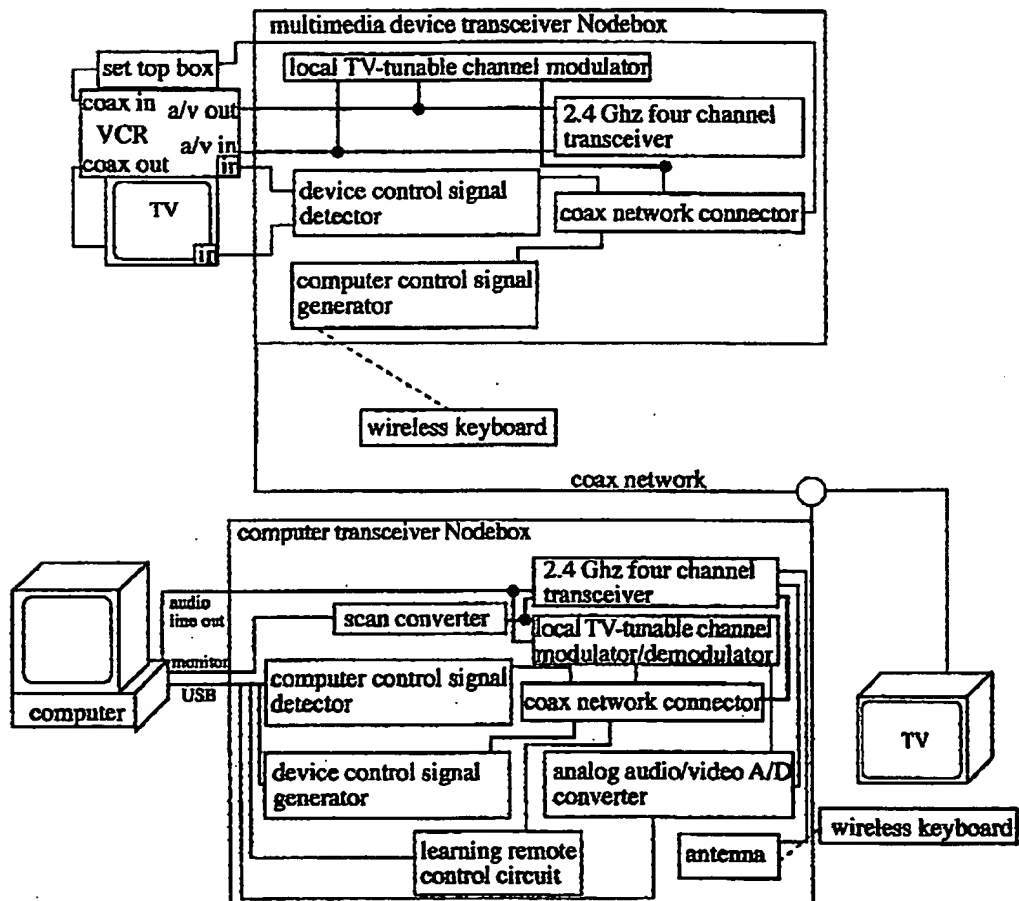 multimedia device transceiver Nodebox
set top box
local TV-tunable channel modulator
coax in
a/v out
VCR
a/v in
coax out
ir
2.4 Ghz four channel
transceiver
TV
ir
device control signal
detector
coax network connector
computer control signal
generator
wireless keyboard
coax network
computer transceiver Nodebox
2.4 Ghz four channel
transceiver
audio
line out
scan converter
local TV-tunable channel
modulator/demodulator
monitor
USB
computer control signal
detector
coax network connector
computer
TV
device control signal
generator
analog audio/video A/D
converter
wireless keyboard
learning remote
control circuit
antenna